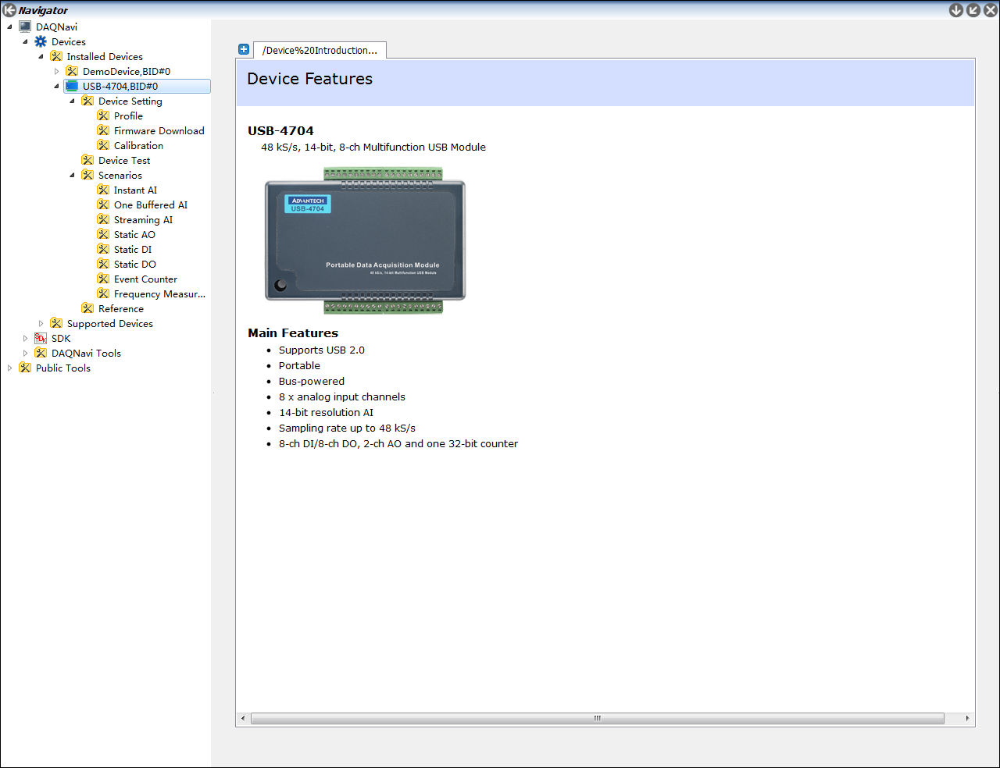 Navigator
DAQNavi
Devices
Installed Devices
DemoDevice,BID#0
USB-4704,BID#0
Device Setting
Profile
Firmware Download
Calibration
Device Test
Scenarios
Instant AI
One Buffered AI
Streaming AI
Static AO
Static DI
Static DO
Event Counter
Frequency Measur...
Reference
Supported Devices
SDK
DAQNavi Tools
Public Tools
/Device%20Introduction...
Device Features
USB-4704
48 kS/s, 14-bit, 8-ch Multifunction USB Module
ADVANTECH
USB-4704
Portable Data Acquisition Module
48 kS/s, 14-bit Multifunction USB Module
Main Features
Supports USB 2.0
Portable
Bus-powered
8 x analog input channels
14-bit resolution AI
Sampling rate up to 48 kS/s
8-ch DI/8-ch DO, 2-ch AO and one 32-bit counter